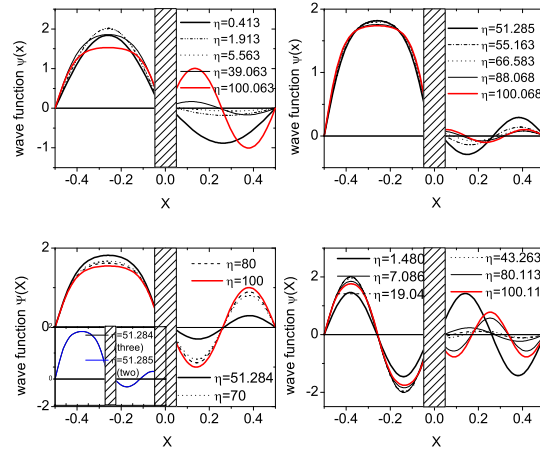 wave function ψ(x)
2
1
0
-1
-0.4
-0.2
0.0
0.2
0.4
X
η=0.413
η=1.913
η=5.563
η=39.063
η=100.063
wave function ψ(X)
2
1
0
-0.4
-0.2
0.0
0.2
0.4
X
η=51.285
η=55.163
η=66.583
η=88.068
η=100.068
wave function Ψ(X)
2
0
2
-0.4
-0.2
0.0
0.2
0.4
X
η=80
η=100
=51.284
three)
=51.285
(two)
0
η=51.284
η=70
wave function ψ(X)
2
0
-2
-0.4
-0.2
0.0
0.2
0.4
X
η=1.480
η=7.086
η=19.04
η=43.263
η=80.113
η=100.11